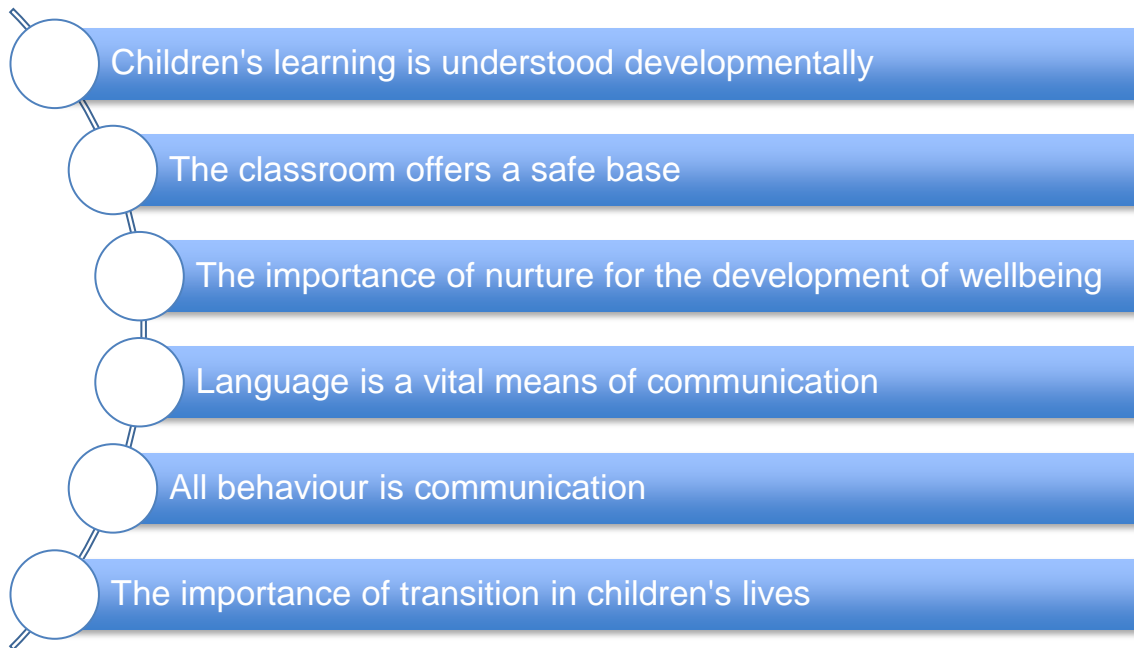 Children's learning is understood developmentally
The classroom offers a safe base
The importance of nurture for the development of wellbeing
Language is a vital means of communication
All behaviour is communication
The importance of transition in children's lives